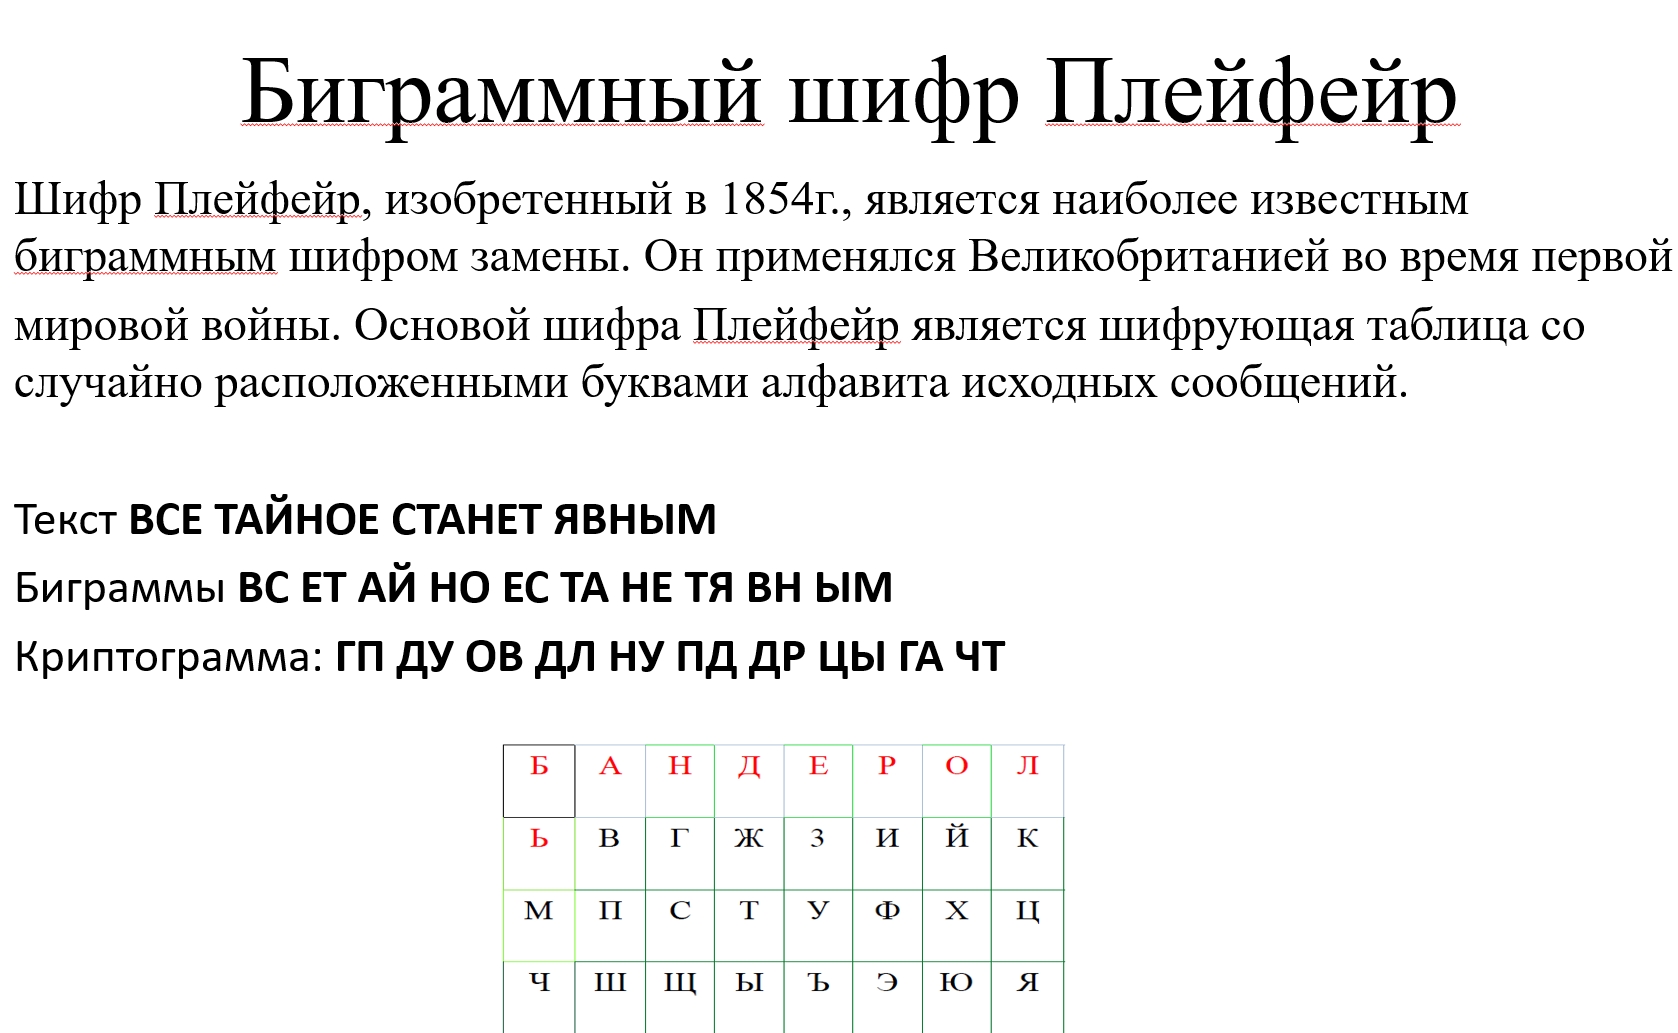 Биграммный шифр Плейфейр
Шифр Плейфейр, изобретенный в 1854г., является наиболее известным
биграммным шифром замены. Он применялся Великобританией во время первой
мировой войны. Основой шифра Плейфейр является шифрующая таблица со
случайно расположенными буквами алфавита исходных сообщений.
Текст ВСЕ ТАЙНОЕ СТАНЕТ ЯВНЫМ
Биграммы ВС ЕТ АЙ НО ЕС ТА НЕ ТЯ ВН ЫМ
Криптограмма: ГП ДУ ОВ ДЛ НУ ПД ДР ЦЫ ГА ЧТ
Б А Н Д Е Р О Л
Ь В Г Ж З И Й К
М П С Т У Ф Х Ц
Ч Ш Щ Ы Ъ Э Ю Я